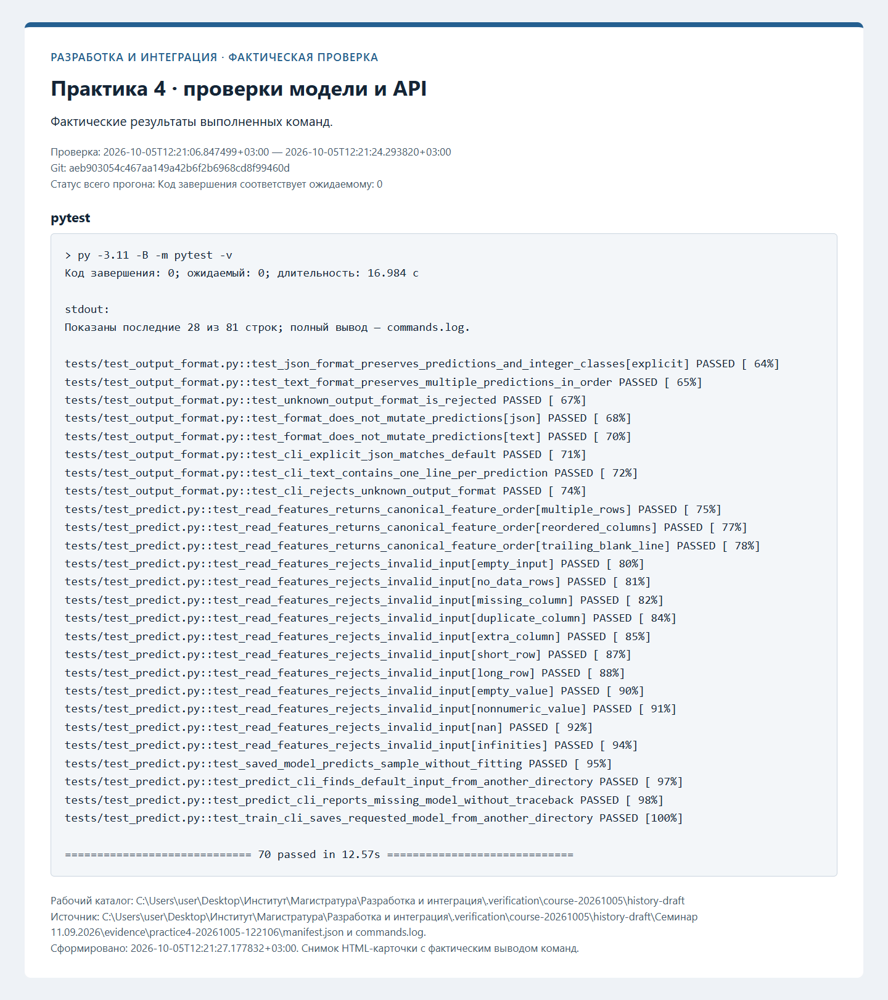 РАЗРАБОТКА И ИНТЕГРАЦИЯ · ФАКТИЧЕСКАЯ ПРОВЕРКА
Практика 4 · проверки модели и API
Фактические результаты выполненных команд.
Проверка: 2026-10-05T12:21:06.847499+03:00 — 2026-10-05T12:21:24.293820+03:00
Git: aeb903054c467aa149a42b6f2b6968cd8f99460d
Статус всего прогона: Код завершения соответствует ожидаемому: 0
pytest
> py -3.11 -B -m pytest -v
Код завершения: 0; ожидаемый: 0; длительность: 16.984 с
stdout:
Показаны последние 28 из 81 строк; полный вывод — commands.log.
tests/test_output_format.py::test_json_format_preserves_predictions_and_integer_classes[explicit] PASSED [ 64%]
tests/test_output_format.py::test_text_format_preserves_multiple_predictions_in_order PASSED [ 65%]
tests/test_output_format.py::test_unknown_output_format_is_rejected PASSED [ 67%]
tests/test_output_format.py::test_format_does_not_mutate_predictions[json] PASSED [ 68%]
tests/test_output_format.py::test_format_does_not_mutate_predictions[text] PASSED [ 70%]
tests/test_output_format.py::test_cli_explicit_json_matches_default PASSED [ 71%]
tests/test_output_format.py::test_cli_text_contains_one_line_per_prediction PASSED [ 72%]
tests/test_output_format.py::test_cli_rejects_unknown_output_format PASSED [ 74%]
tests/test_predict.py::test_read_features_returns_canonical_feature_order[multiple_rows] PASSED [ 75%]
tests/test_predict.py::test_read_features_returns_canonical_feature_order[reordered_columns] PASSED [ 77%]
tests/test_predict.py::test_read_features_returns_canonical_feature_order[trailing_blank_line] PASSED [ 78%]
tests/test_predict.py::test_read_features_rejects_invalid_input[empty_input] PASSED [ 80%]
tests/test_predict.py::test_read_features_rejects_invalid_input[no_data_rows] PASSED [ 81%]
tests/test_predict.py::test_read_features_rejects_invalid_input[missing_column] PASSED [ 82%]
tests/test_predict.py::test_read_features_rejects_invalid_input[duplicate_column] PASSED [ 84%]
tests/test_predict.py::test_read_features_rejects_invalid_input[extra_column] PASSED [ 85%]
tests/test_predict.py::test_read_features_rejects_invalid_input[short_row] PASSED [ 87%]
tests/test_predict.py::test_read_features_rejects_invalid_input[long_row] PASSED [ 88%]
tests/test_predict.py::test_read_features_rejects_invalid_input[empty_value] PASSED [ 90%]
tests/test_predict.py::test_read_features_rejects_invalid_input[nonnumeric_value] PASSED [ 91%]
tests/test_predict.py::test_read_features_rejects_invalid_input[nan] PASSED [ 92%]
tests/test_predict.py::test_read_features_rejects_invalid_input[infinities] PASSED [ 94%]
tests/test_predict.py::test_saved_model_predicts_sample_without_fitting PASSED [ 95%]
tests/test_predict.py::test_predict_cli_finds_default_input_from_another_directory PASSED [ 97%]
tests/test_predict.py::test_predict_cli_reports_missing_model_without_traceback PASSED [ 98%]
tests/test_predict.py::test_train_cli_saves_requested_model_from_another_directory PASSED [100%]
============================= 70 passed in 12.57s =============================
Рабочий каталог: C:\Users\user\Desktop\Институт\Магистратура\Разработка и интеграция\.verification\course-20261005\history-draft
Источник: C:\Users\user\Desktop\Институт\Магистратура\Разработка и интеграция\.verification\course-20261005\history-draft\Семинар
11.09.2026\evidence\practice4-20261005-122106\manifest.json и commands.log.
Сформировано: 2026-10-05T12:21:27.177832+03:00. Снимок HTML-карточки с фактическим выводом команд.